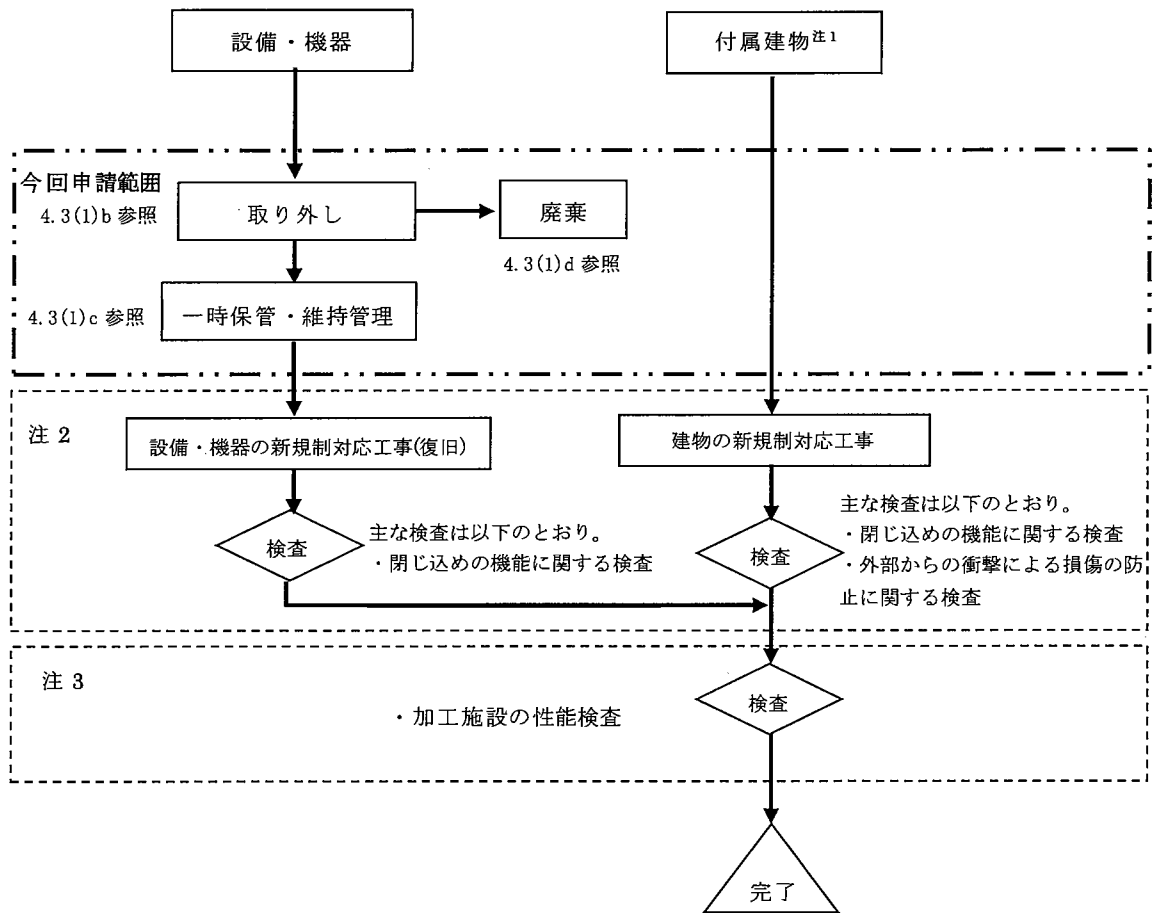 設備・機器
付属建物注1
今回申請範囲
4.3(1)b 参照
取り外し
廃棄
4.3(1)d 参照
4.3(1)c 参照
一時保管・維持管理
注 2
設備・機器の新規制対応工事(復旧)
建物の新規制対応工事
検査
主な検査は以下のとおり。
・閉じ込めの機能に関する検査
検査
主な検査は以下のとおり。
・閉じ込めの機能に関する検査
・外部からの衝撃による損傷の防
止に関する検査
注 3
・加工施設の性能検査
検査
完了